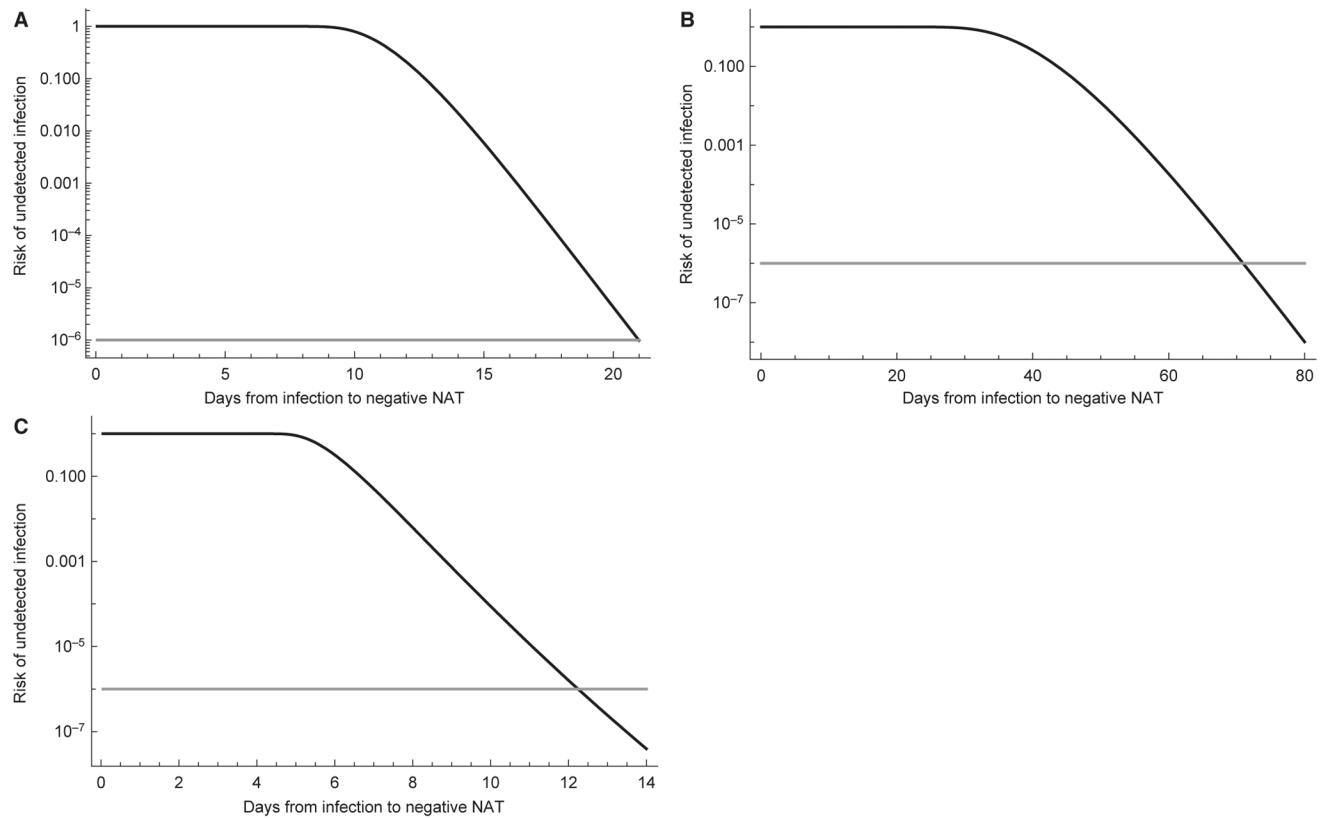 A
Risk of undetected infection
1
0.100
0.010
0.001
10⁻⁴
10⁻⁵
10⁻⁶
0 5 10 15 20
Days from infection to negative NAT
B
Risk of undetected infection
0.100
0.001
10⁻⁵
10⁻⁷
0 20 40 60 80
Days from infection to negative NAT
C
Risk of undetected infection
0.100
0.001
10⁻⁵
10⁻⁷
0 2 4 6 8 10 12 14
Days from infection to negative NAT